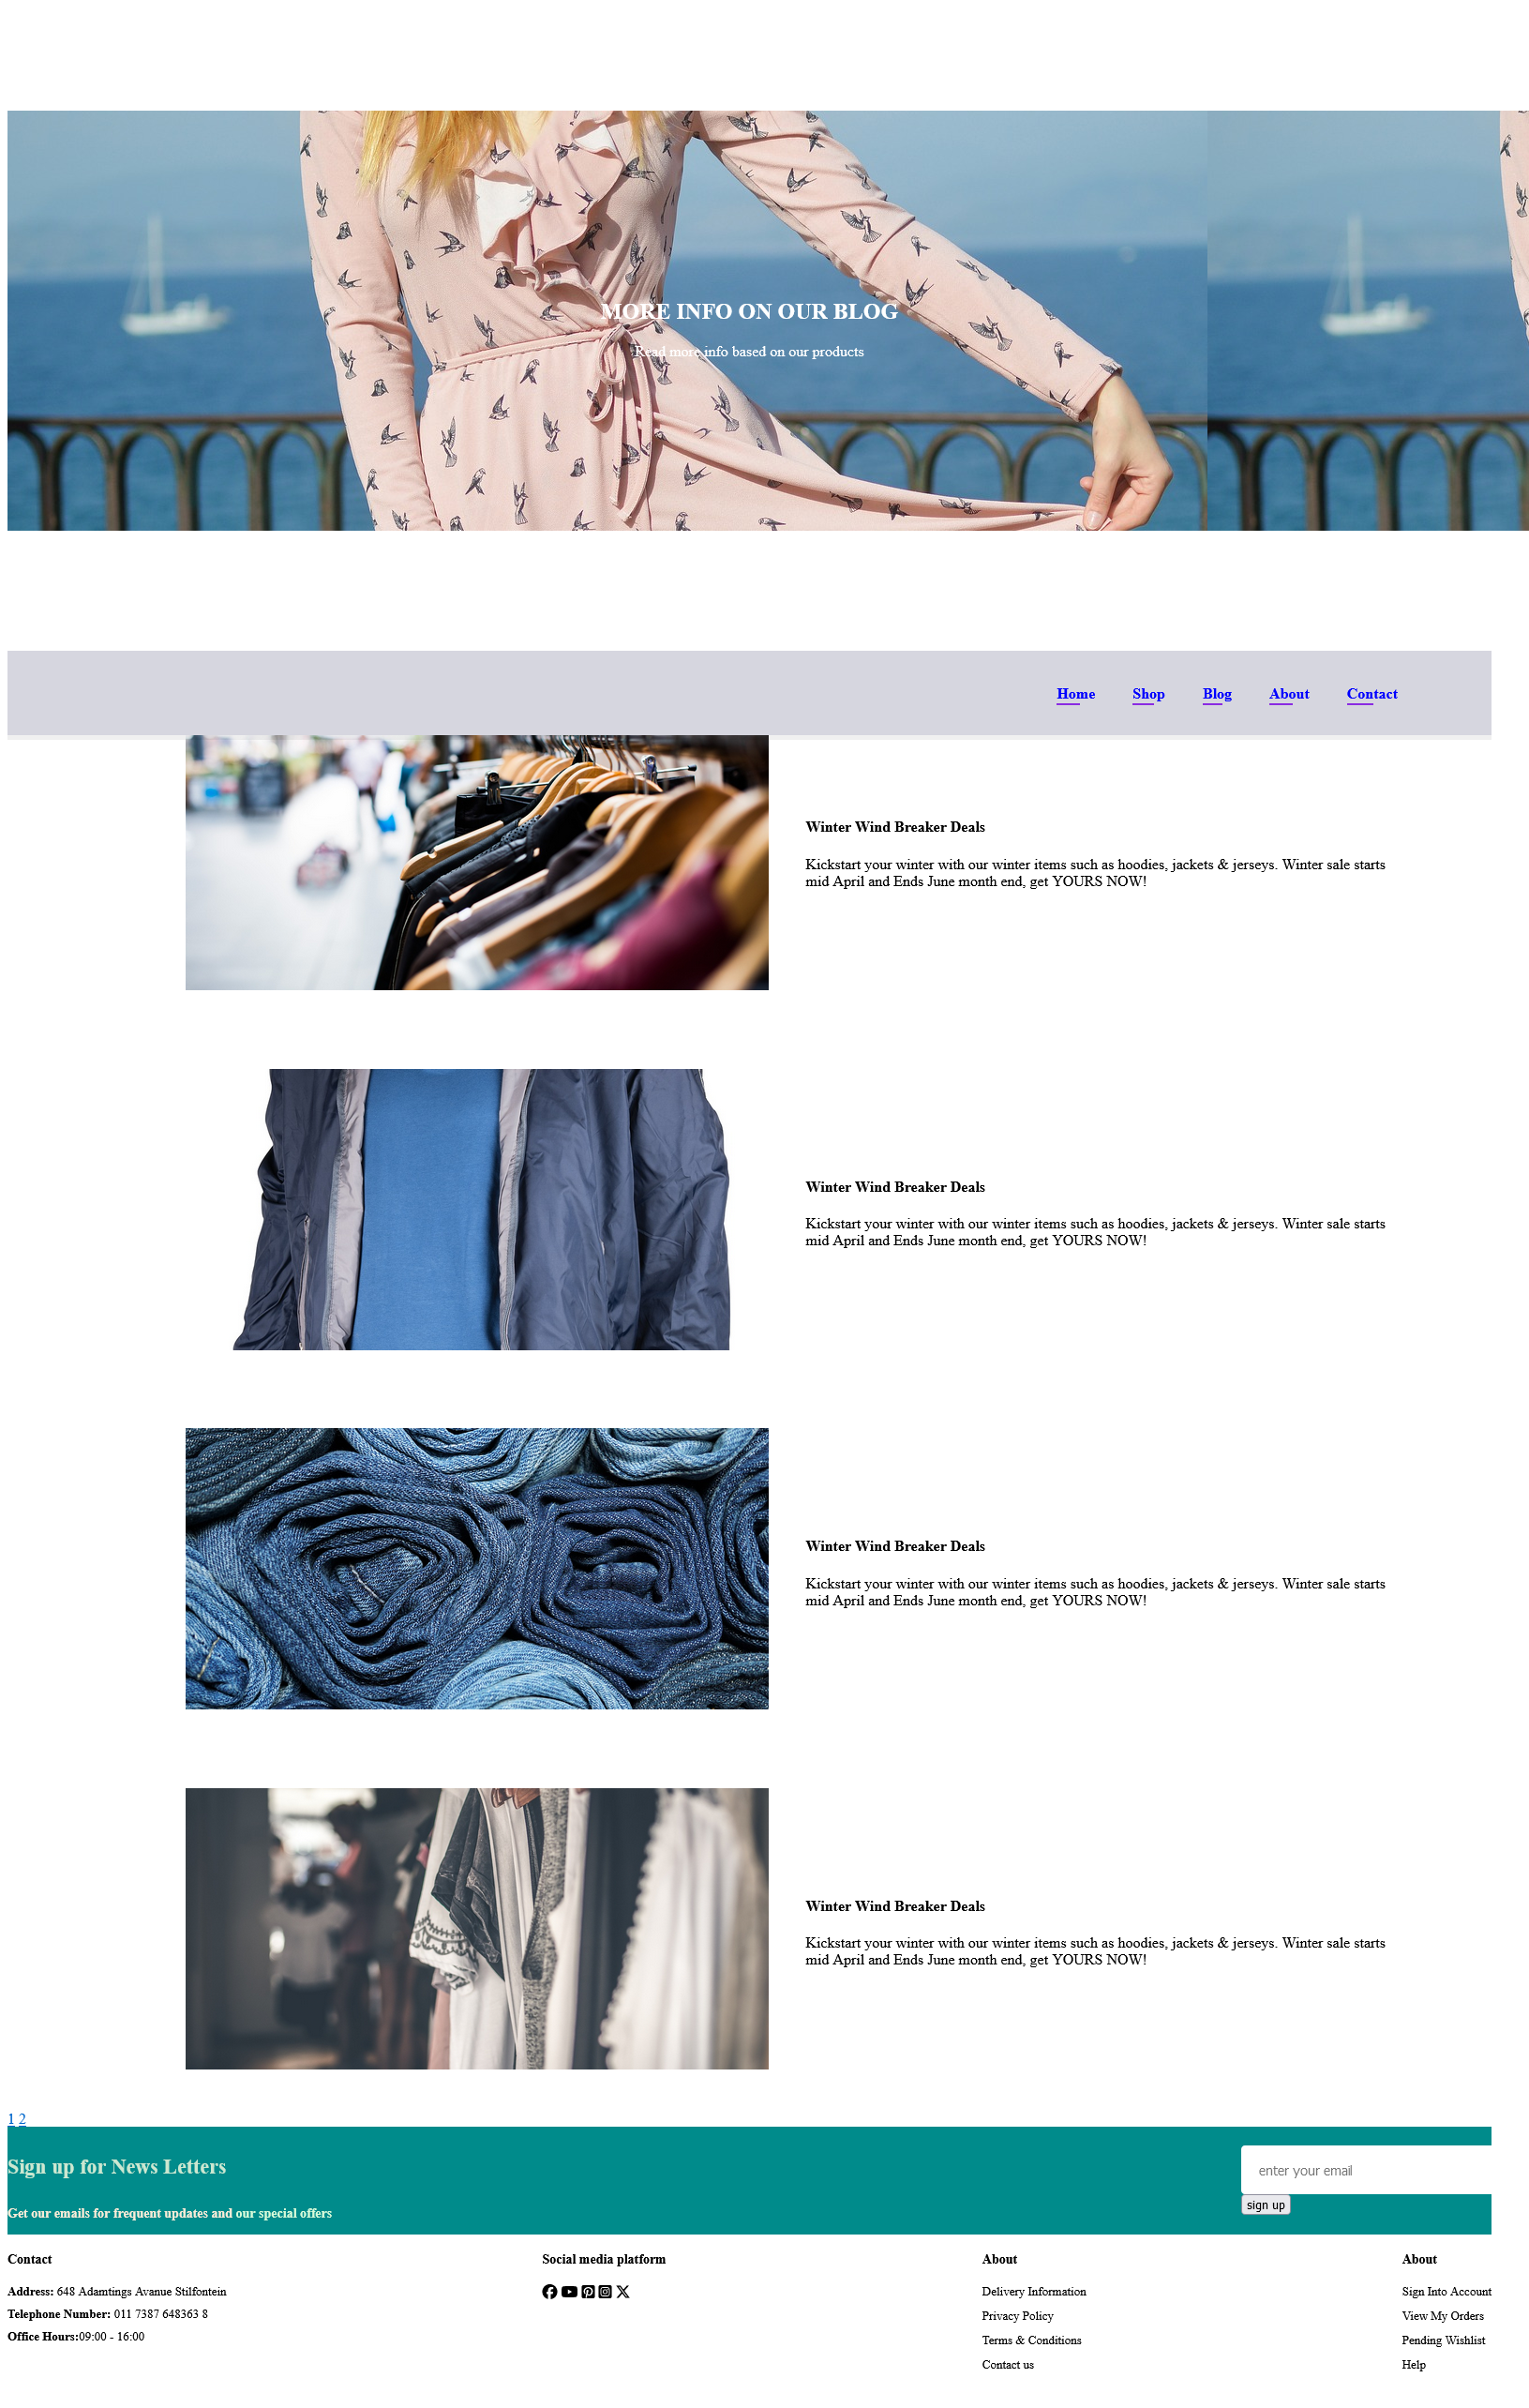 MORE INFO ON OUR BLOG
Read more info based on our products
Home Shop Blog About Contact
Winter Wind Breaker Deals
Kickstart your winter with our winter items such as hoodies, jackets & jerseys. Winter sale starts
mid April and Ends June month end, get YOURS NOW!
Winter Wind Breaker Deals
Kickstart your winter with our winter items such as hoodies, jackets & jerseys. Winter sale starts
mid April and Ends June month end, get YOURS NOW!
Winter Wind Breaker Deals
Kickstart your winter with our winter items such as hoodies, jackets & jerseys. Winter sale starts
mid April and Ends June month end, get YOURS NOW!
Winter Wind Breaker Deals
Kickstart your winter with our winter items such as hoodies, jackets & jerseys. Winter sale starts
mid April and Ends June month end, get YOURS NOW!
1 2
Sign up for News Letters
Get our emails for frequent updates and our special offers
enter your email
sign up
Contact
Address: 648 Adamtings Avanue Stilfontein
Telephone Number: 011 7387 648363 8
Office Hours:09:00 - 16:00
Social media platform
About
Delivery Information
Privacy Policy
Terms & Conditions
Contact us
About
Sign Into Account
View My Orders
Pending Wishlist
Help